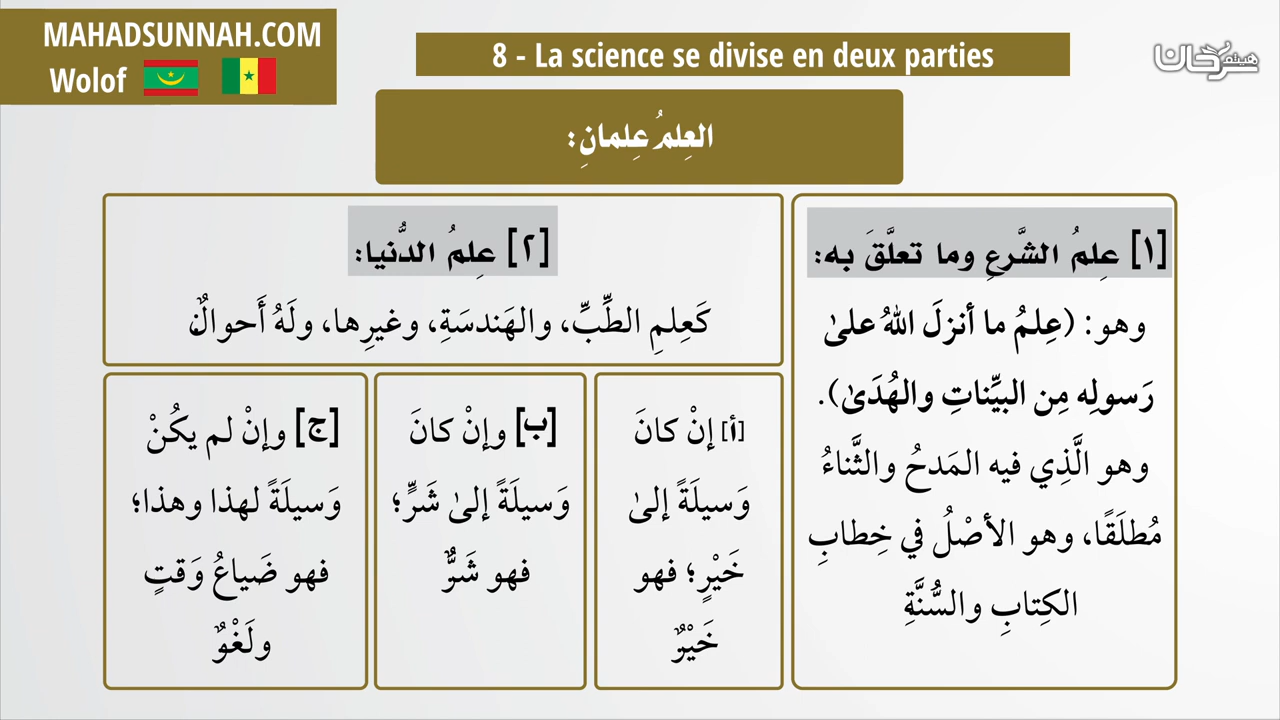 MAHADSUNNAH.COM
Wolof
8 - La science se divise en deux parties
هيثم سرحان
العِلمُ عِلمانِ:
[١] عِلمُ الشَّرعِ وما تعلَّقَ به:
وهو: (عِلمُ ما أنزلَ اللهُ علىٰ
رَسولِه مِن البيِّناتِ والهُدَىٰ).
وهو الَّذِي فيه المَدحُ والثَّناءُ
مُطلَقًا، وهو الأصْلُ في خِطابِ
الكِتابِ والسُّنَّةِ
[٢] عِلمُ الدُّنيا:
كَعِلمِ الطِّبِّ، والهَندسَةِ، وغيرِها، ولَهُ أَحوالٌ
[أ] إنْ كانَ
وَسيلَةً إلىٰ
خَيْرٍ؛ فهو
خَيْرٌ
[ب] وإنْ كانَ
وَسيلَةً إلىٰ شَرٍّ؛
فهو شَرٌّ
[ج] وإنْ لم يكُنْ
وَسيلَةً لهذا وهذا؛
فهو ضَياعُ وَقتٍ
ولَغْوٌ